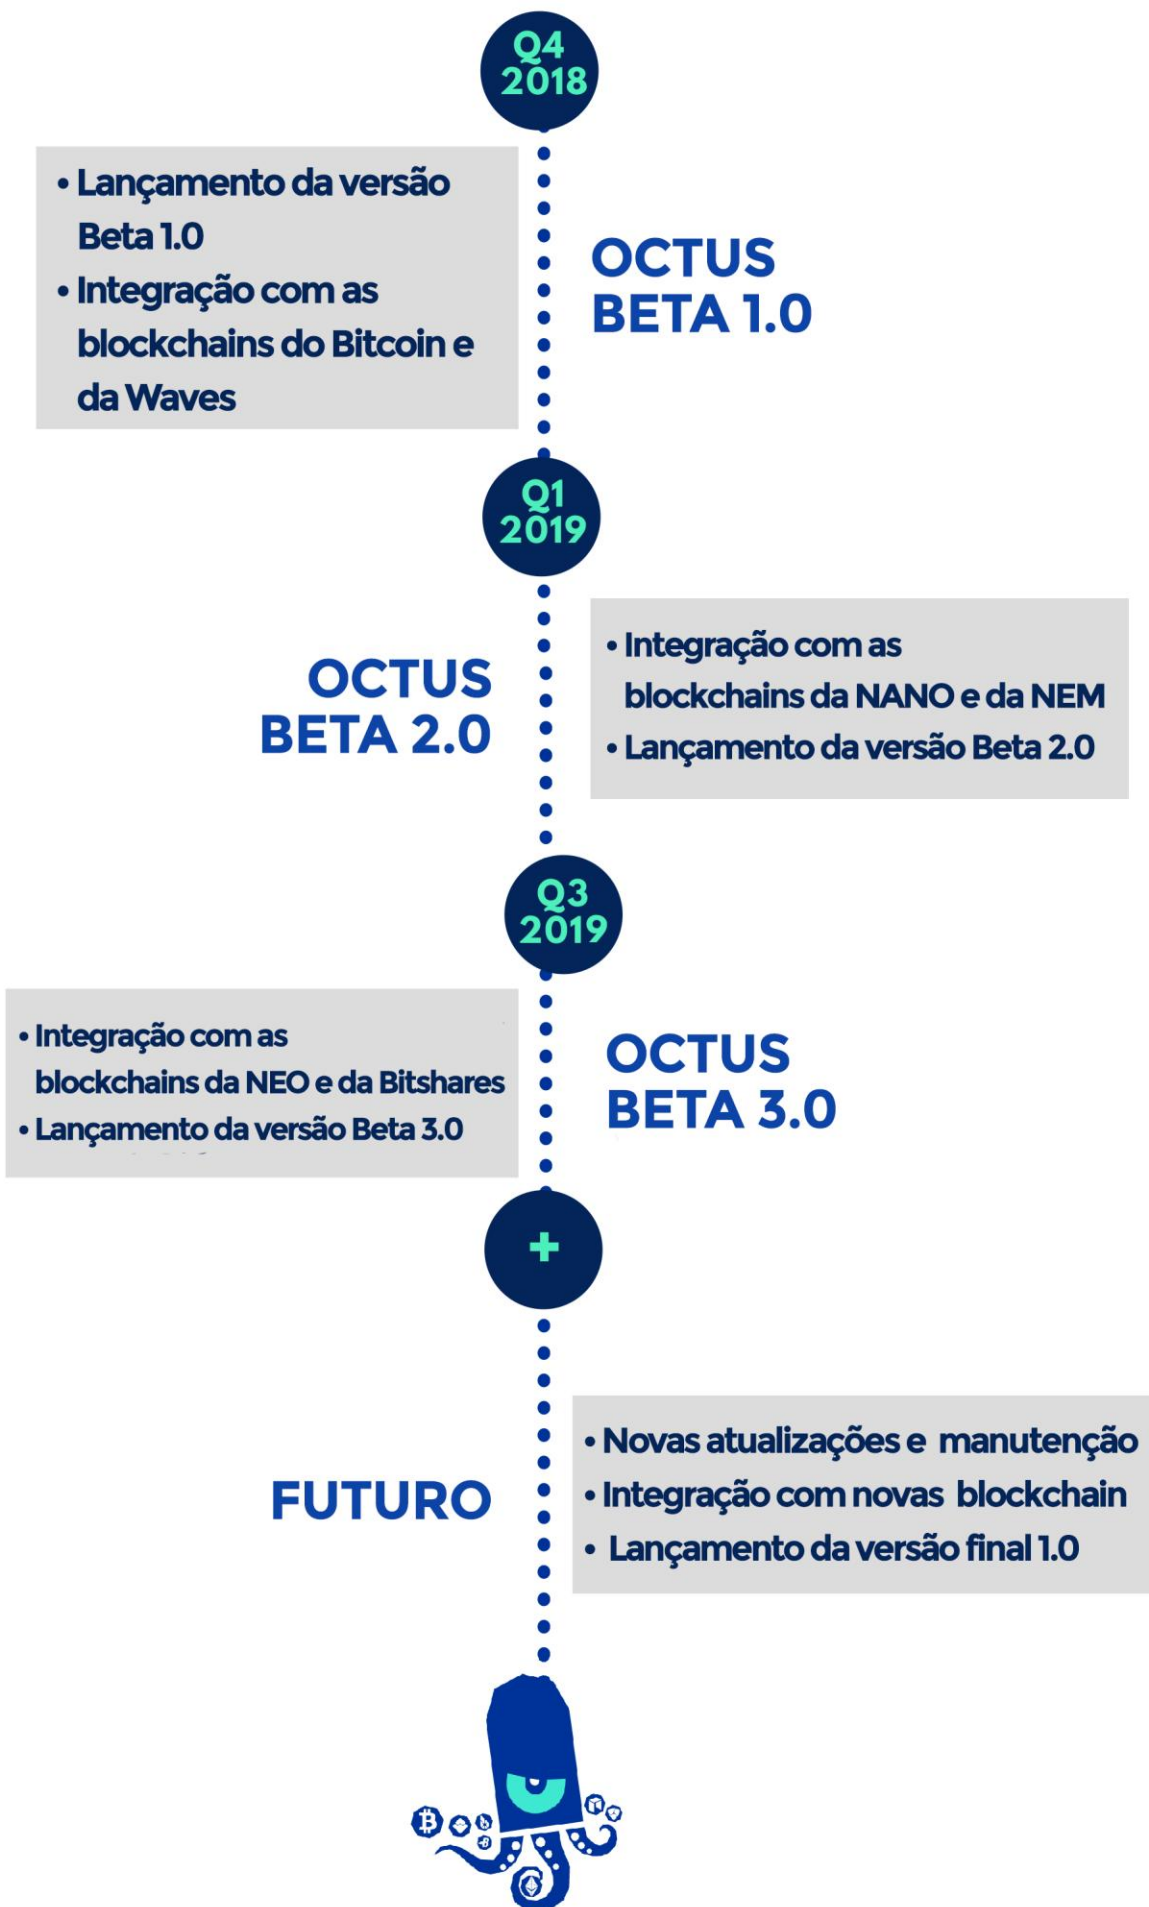 Q4
2018
• Lançamento da versão
Beta 1.0
• Integração com as
blockchains do Bitcoin e
da Waves
OCTUS
BETA 1.0
Q1
2019
OCTUS
BETA 2.0
• Integração com as
blockchains da NANO e da NEM
• Lançamento da versão Beta 2.0
Q3
2019
• Integração com as
blockchains da NEO e da Bitshares
• Lançamento da versão Beta 3.0
OCTUS
BETA 3.0
+
FUTURO
• Novas atualizações e manutenção
• Integração com novas blockchain
• Lançamento da versão final 1.0